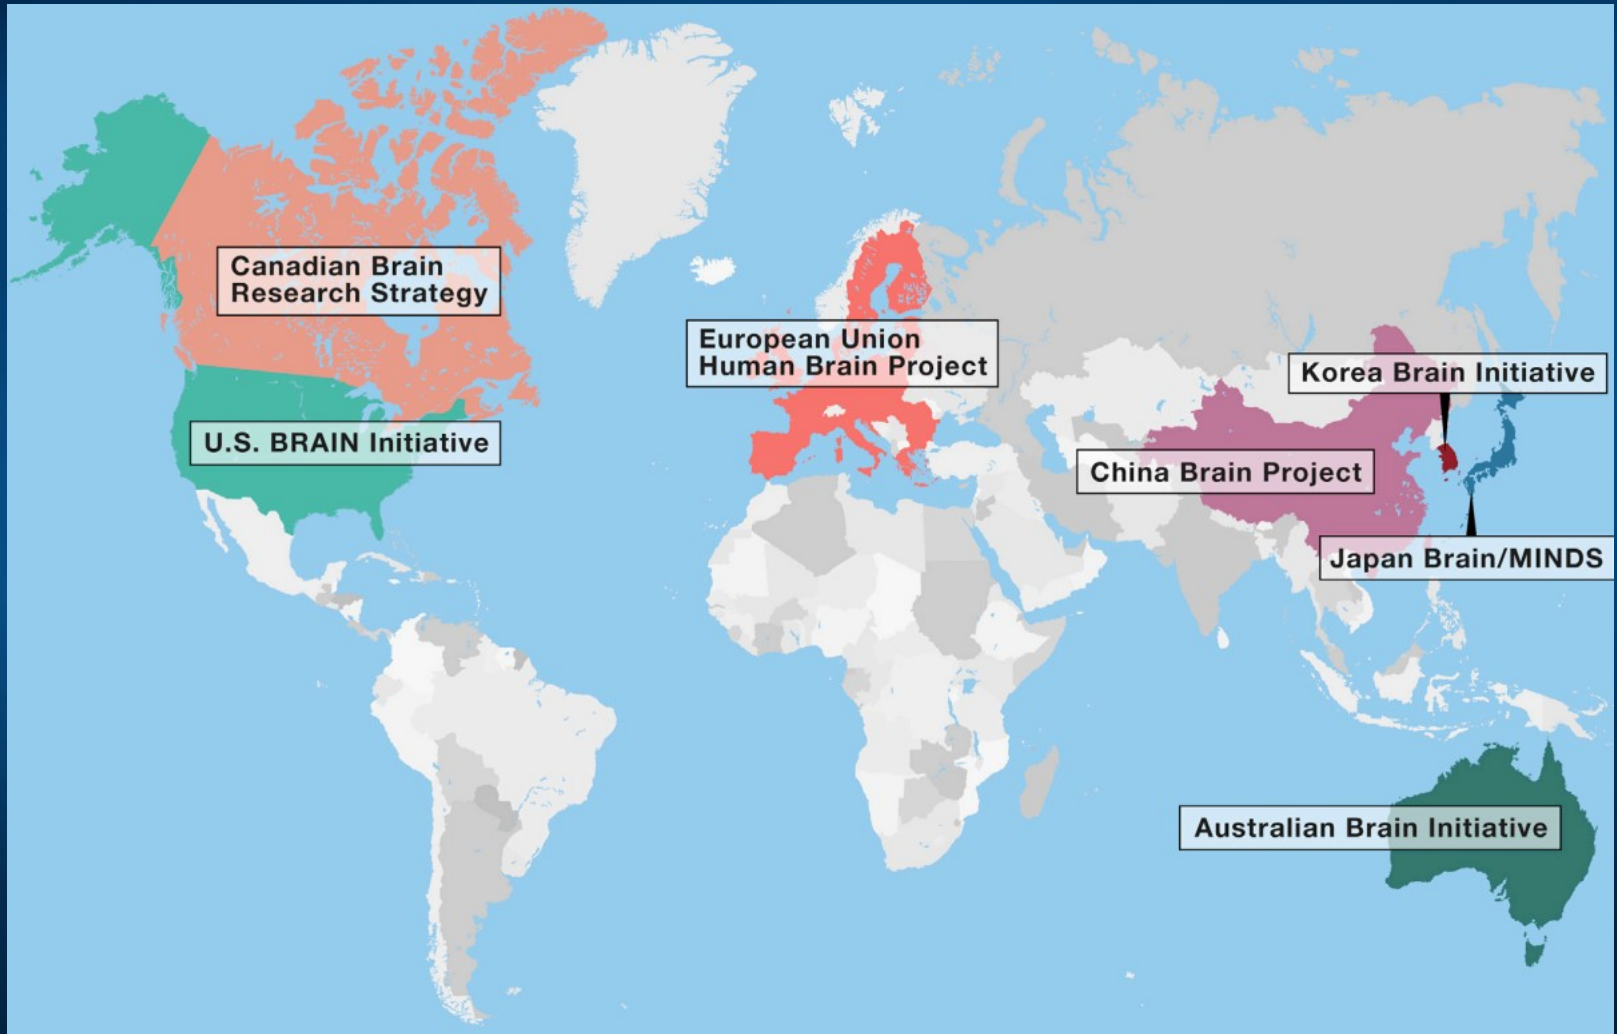 Canadian Brain
Research Strategy
European Union
Human Brain Project
Korea Brain Initiative
U.S. BRAIN Initiative
China Brain Project
Japan Brain/MINDS
Australian Brain Initiative